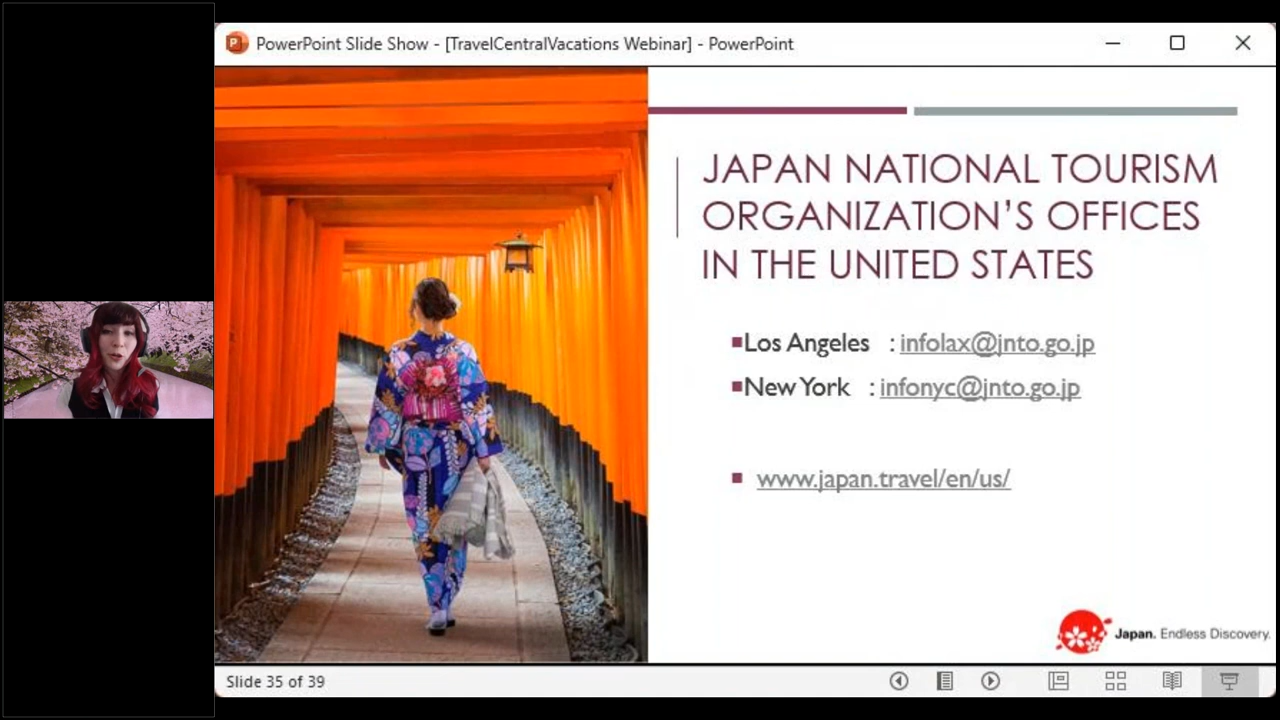 PowerPoint Slide Show - [TravelCentralVacations Webinar] - PowerPoint
JAPAN NATIONAL TOURISM
ORGANIZATION'S OFFICES
IN THE UNITED STATES
Los Angeles : infolax@jnto.go.jp
New York : infonyc@jnto.go.jp
www.japan.travel/en/us/
Japan. Endless Discovery.
Slide 35 of 39